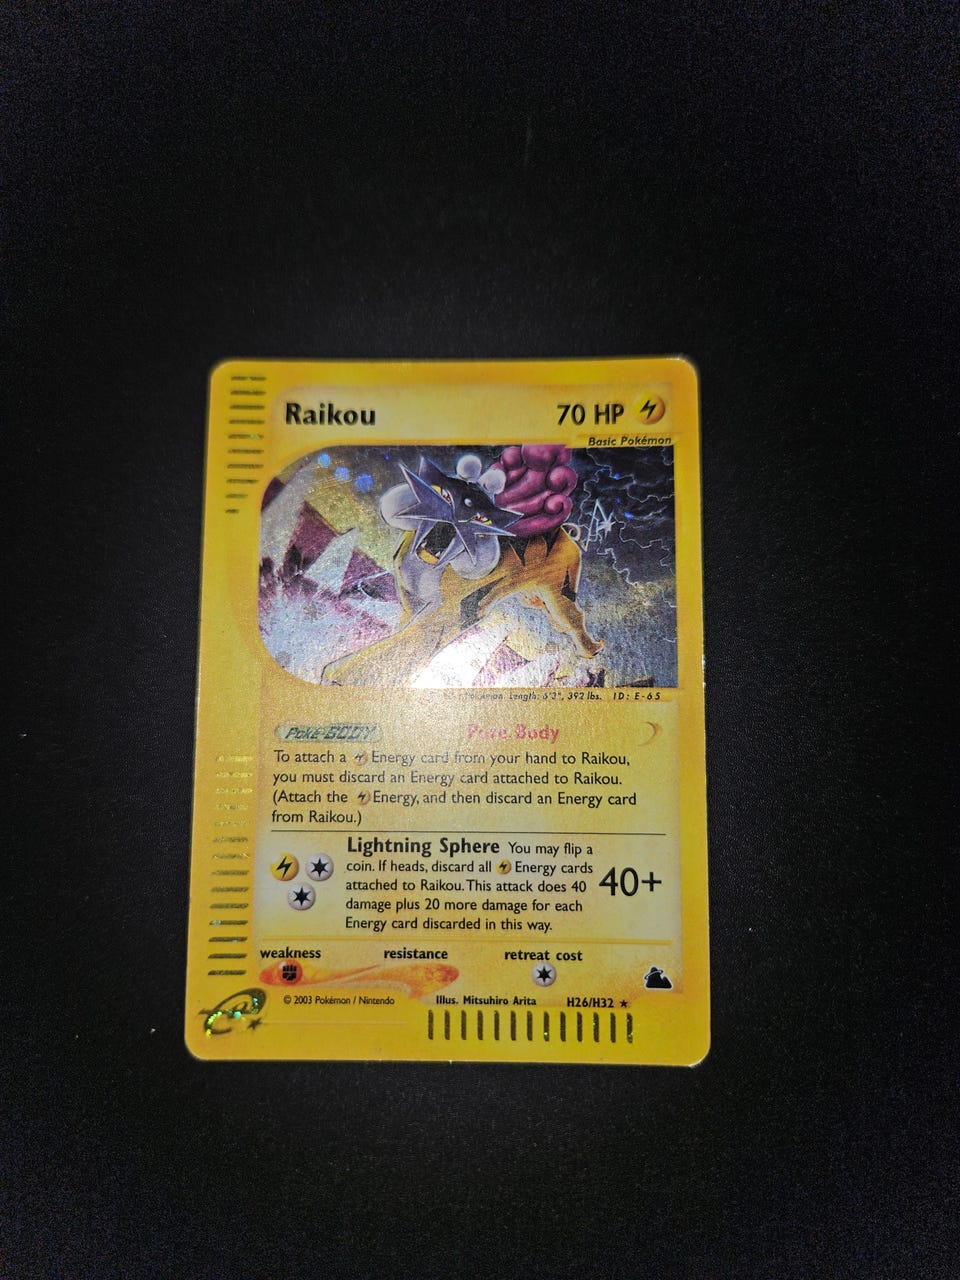 Raikou 70 HP
Basic Pokémon
Pokémon. Length: 6'3", 392 lbs. ID: E-65
Poké-BODY Pure Body
To attach a Energy card from your hand to Raikou,
you must discard an Energy card attached to Raikou.
(Attach the Energy, and then discard an Energy card
from Raikou.)
Lightning Sphere You may flip a
coin. If heads, discard all Energy cards
attached to Raikou. This attack does 40
damage plus 20 more damage for each
Energy card discarded in this way.
40+
weakness resistance retreat cost
© 2003 Pokémon / Nintendo Illus. Mitsuhiro Arita H26/H32 ★
e